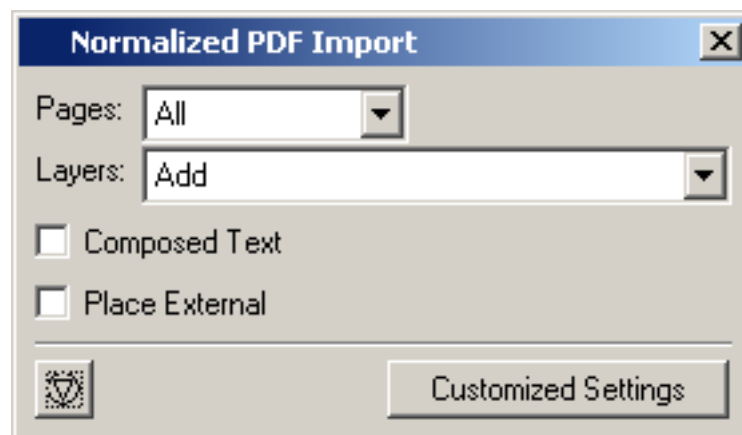 Normalized PDF Import
Pages: All
Layers: Add
Composed Text
Place External
Customized Settings